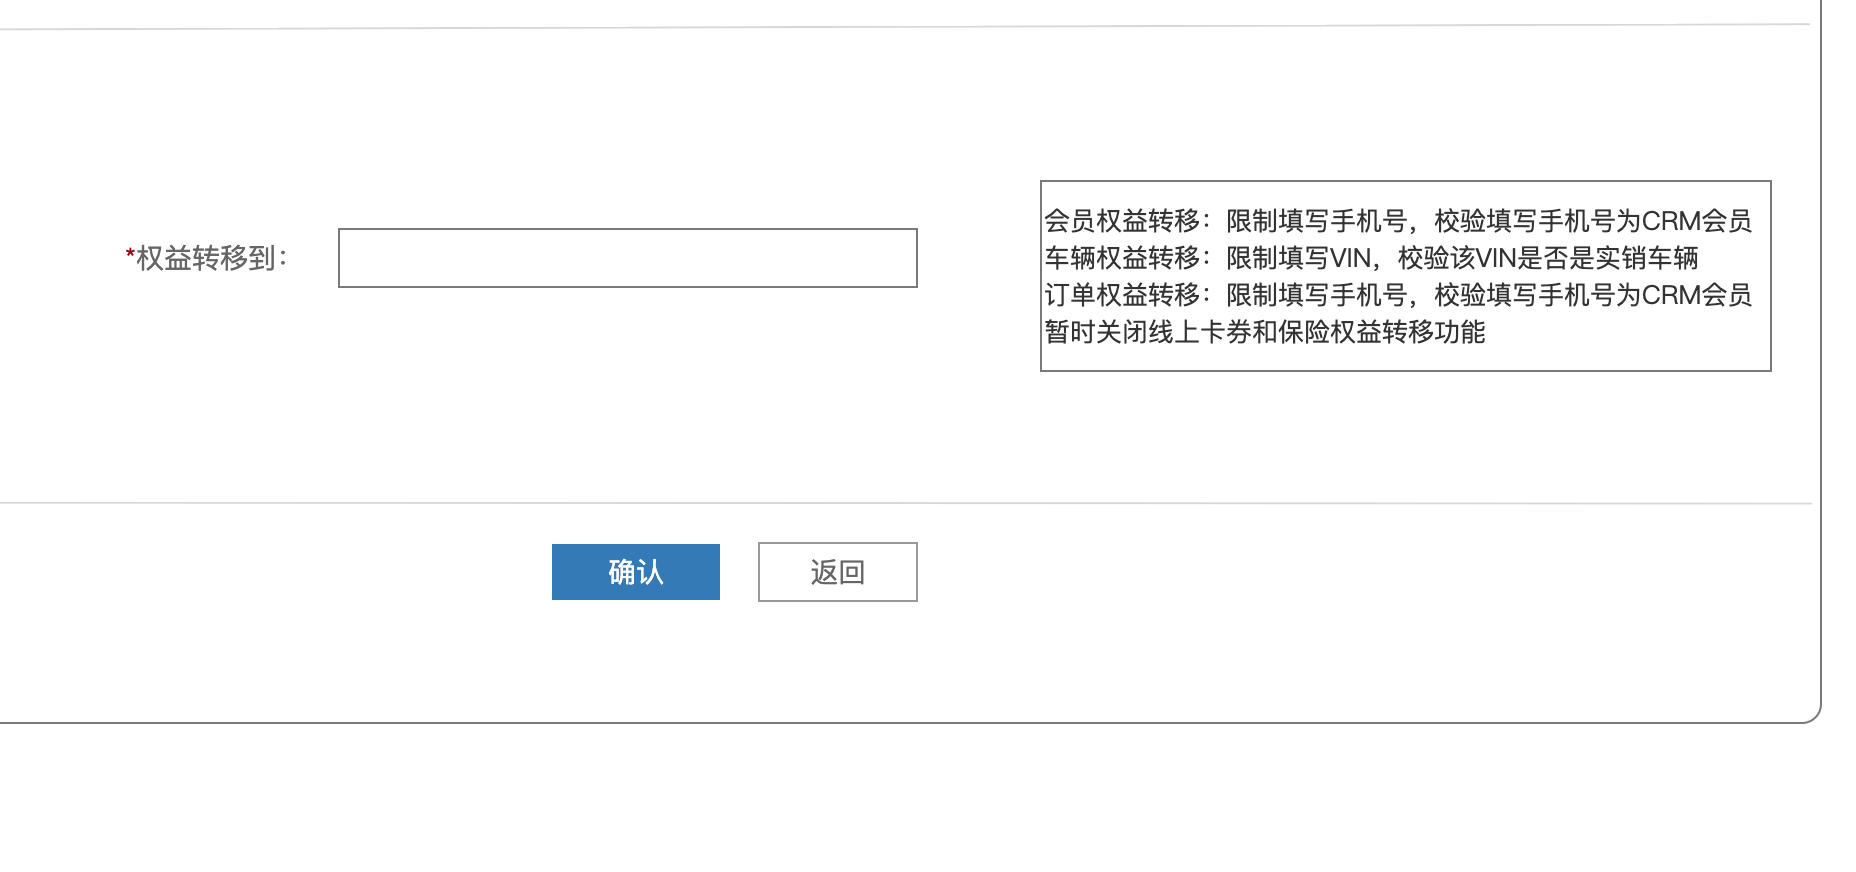 会员权益转移：限制填写手机号，校验填写手机号为CRM会员
*权益转移到：
车辆权益转移：限制填写VIN，校验该VIN是否是实销车辆
订单权益转移：限制填写手机号，校验填写手机号为CRM会员
暂时关闭线上卡券和保险权益转移功能
确认
返回